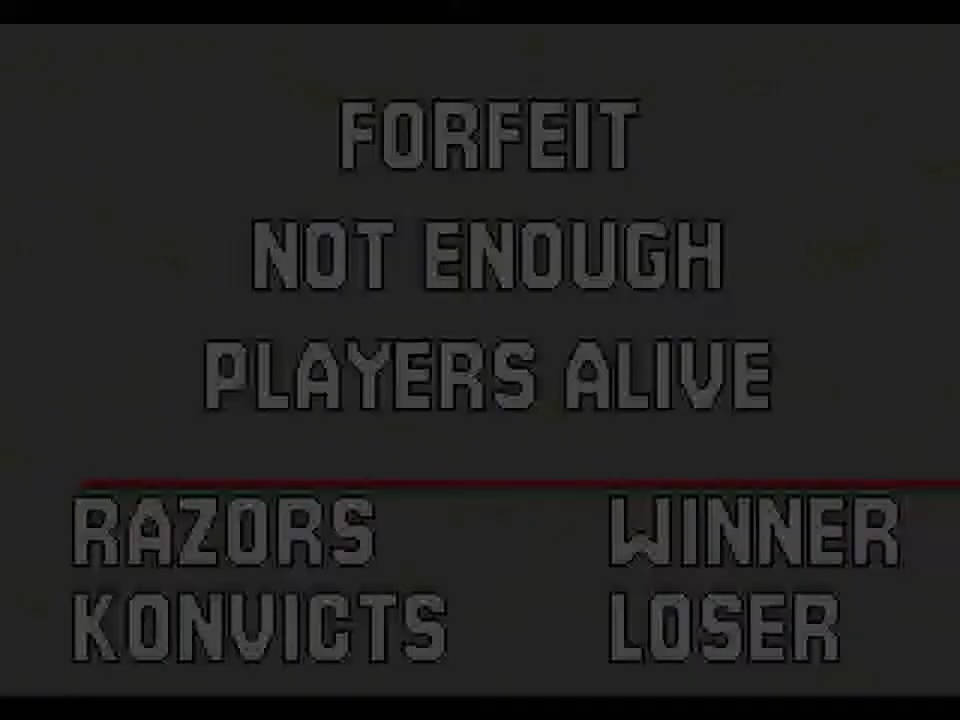 FORFEIT
NOT ENOUGH
PLAYERS ALIVE
RAZORS WINNER
KONVICTS LOSER